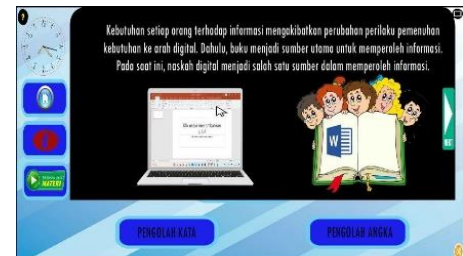 Kebutuhan setiap orang terhadap informasi mengakibatkan perubahan perilaku pemenuhan
kebutuhan ke arah digital. Dahulu, buku menjadi sumber utama untuk memperoleh informasi.
Pada saat ini, naskah digital menjadi salah satu sumber dalam memperoleh informasi.
W
MATERI
PENGOLAH KATA
PENGOLAH ANGKA